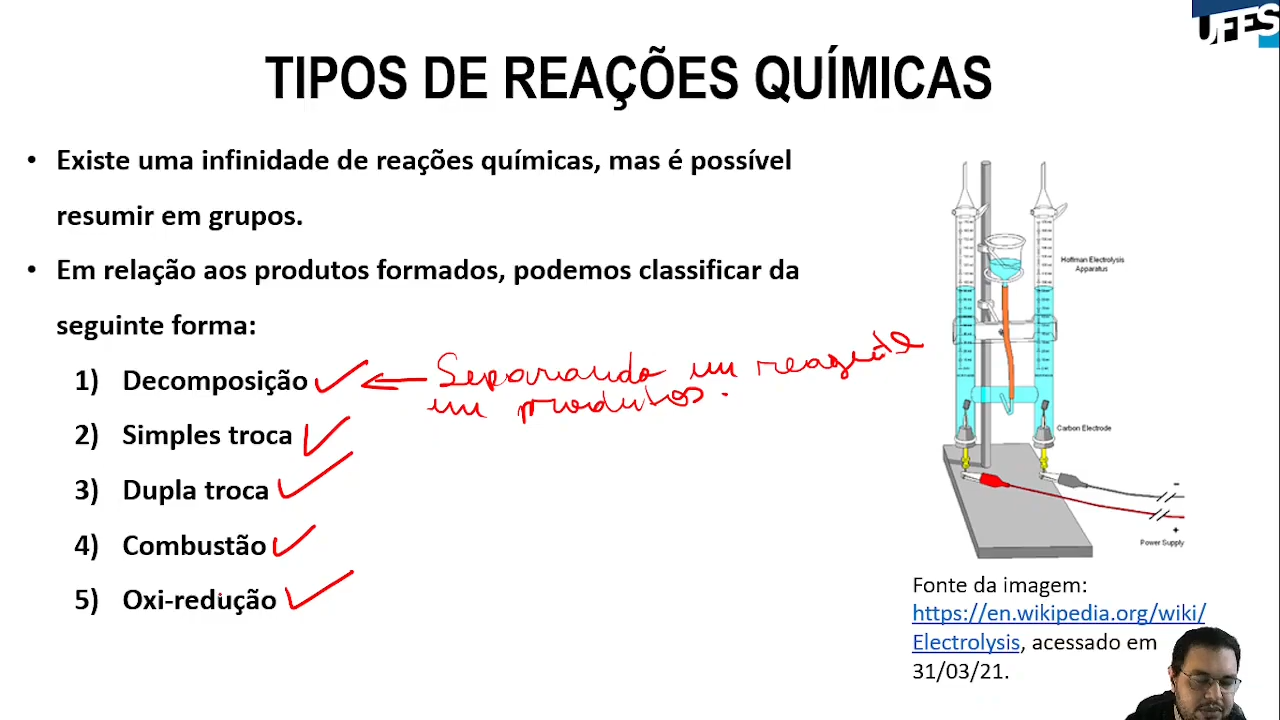 UFES
TIPOS DE REAÇÕES QUÍMICAS
• Existe uma infinidade de reações químicas, mas é possível
resumir em grupos.
• Em relação aos produtos formados, podemos classificar da
seguinte forma:
1) Decomposição
Separando um reagente
em produtos.
2) Simples troca
3) Dupla troca
4) Combustão
5) Oxi-redução
Hoffman Electrolysis
Apparatus
Carbon Electrode
-
+
Power Supply
Fonte da imagem:
https://en.wikipedia.org/wiki/
Electrolysis, acessado em
31/03/21.